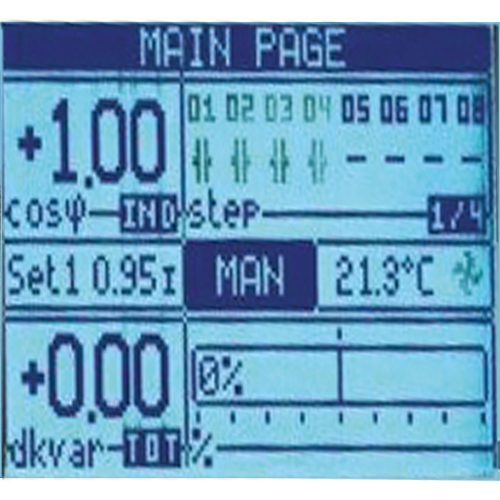 MAIN PAGE
+1.00
01 02 03 04 05 06 07 08
- - - -
cosφ IND
step 1/4
Set1 0.95I
MAN
21.3°C
+0.00
0%
dkvar TOT
%